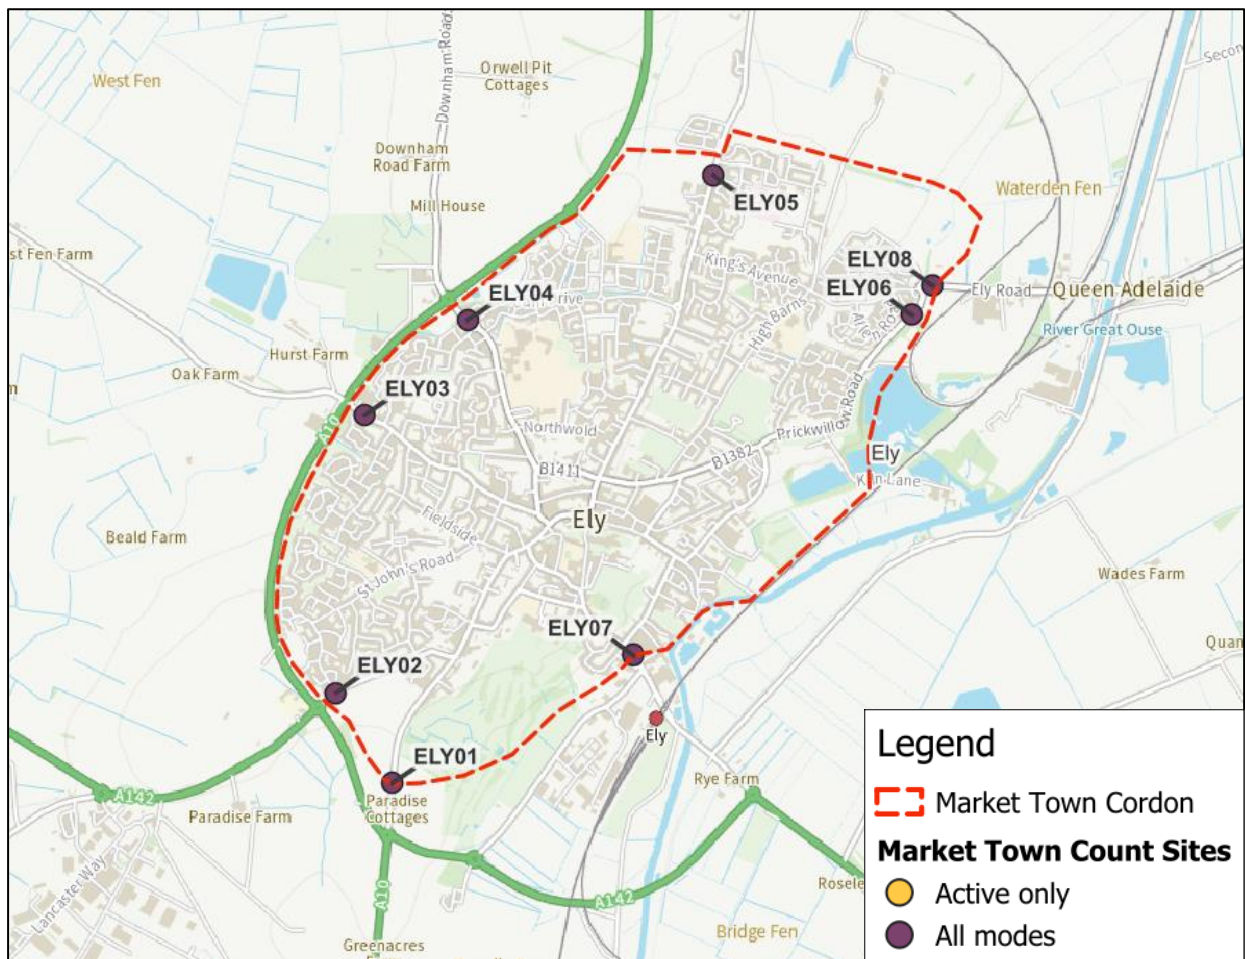 West Fen
Orwell Pit
Cottages
Downham Road
Downham
Road Farm
Mill House
ELY05
Waterden Fen
st Fen Farm
King's Avenue
ELY08
Ely Road
Queen Adelaide
ELY04
rive
ELY06
Allen Road
High Barns
River Great Ouse
Hurst Farm
Oak Farm
ELY03
A10
Northwold
Prickwillow Road
B1382
B1411
Ely
Kiln Lane
Ely
Fieldside
Beald Farm
St John's Road
Wades Farm
ELY07
Quan
ELY02
Ely
ELY01
Rye Farm
Paradise
Cottages
A142
Paradise Farm
Lancaster Way
A10
A142
Rosele
Bridge Fen
Greenacres
Legend
Market Town Cordon
Market Town Count Sites
Active only
All modes